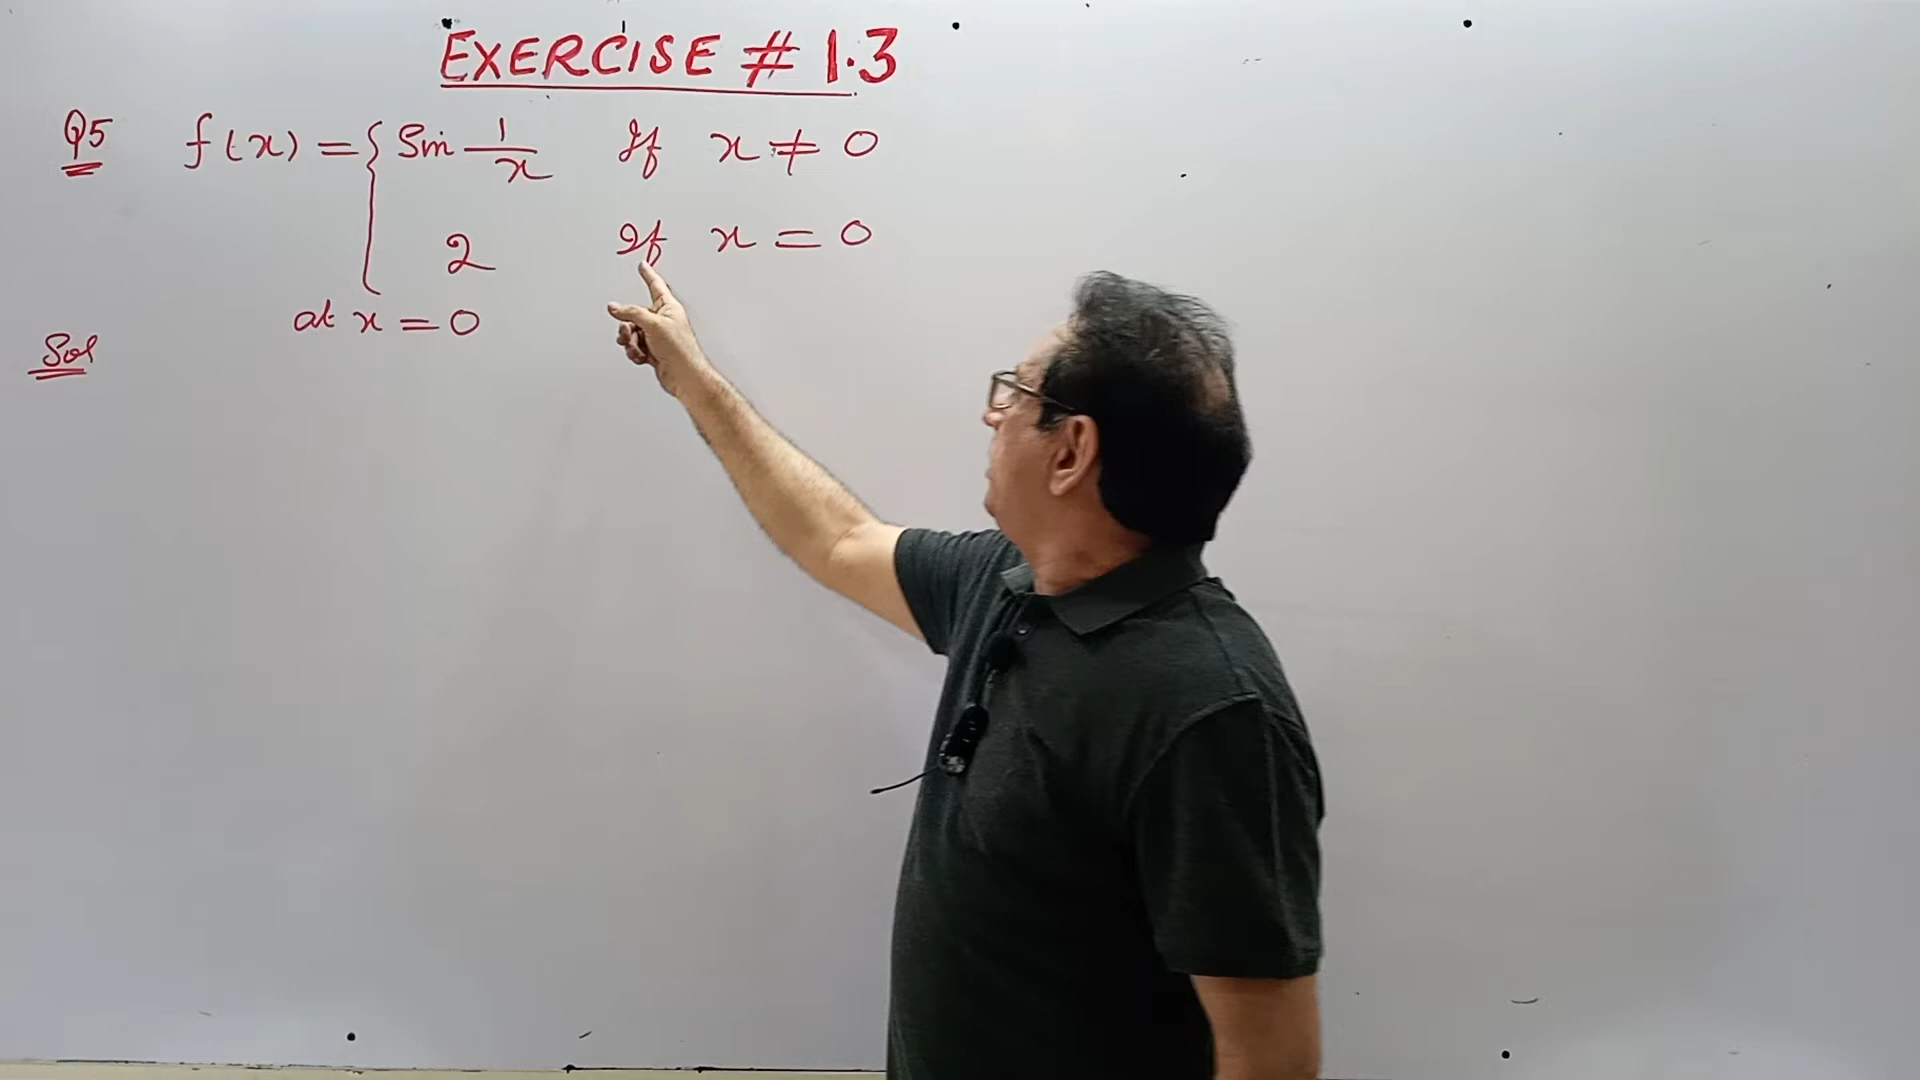 EXERCISE # 1.3
Q5 f(x) = { Sin 1/x If x ≠ 0
2 If x = 0
at x = 0
Sol